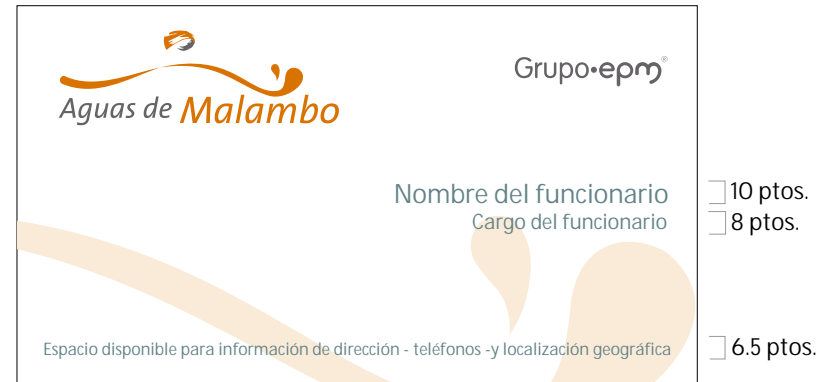 Aguas de Malambo
Grupo·epm®
Nombre del funcionario
10 ptos.
Cargo del funcionario
8 ptos.
Espacio disponible para información de dirección - teléfonos -y localización geográfica
6.5 ptos.